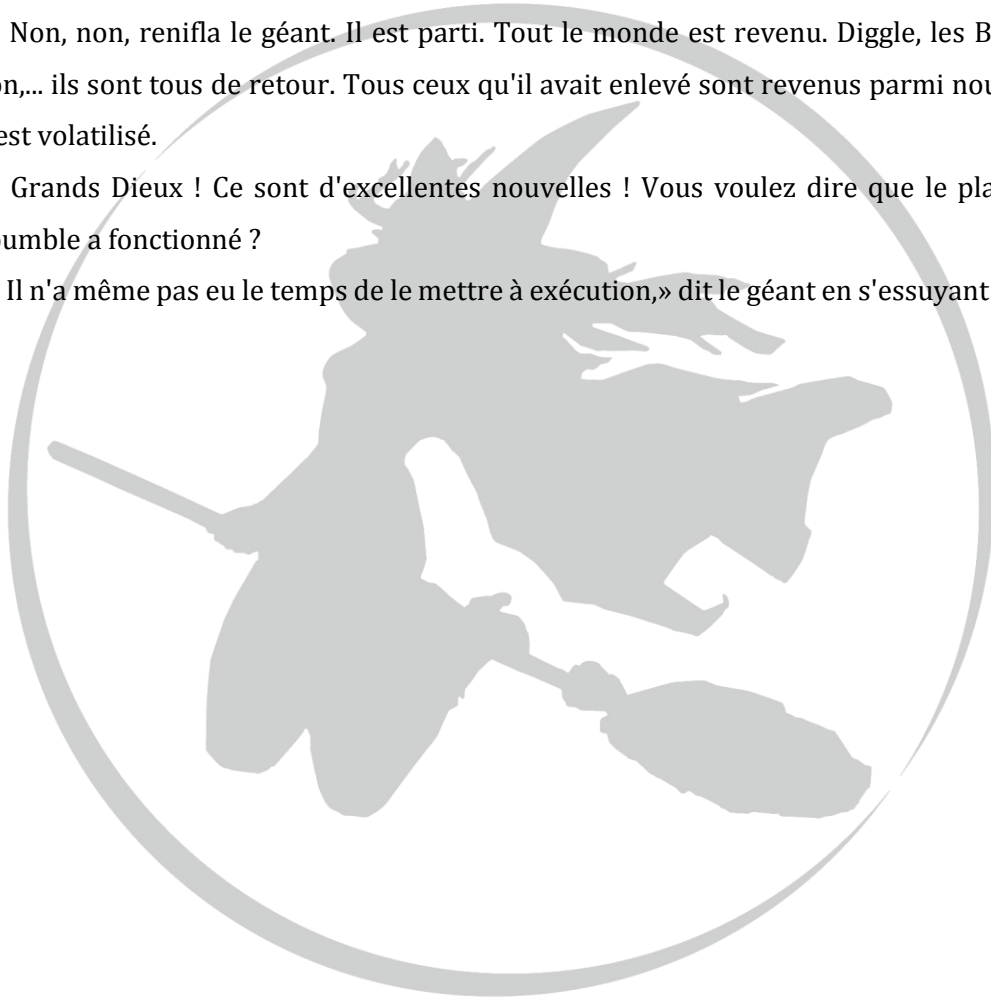 Non, non, renifla le géant. Il est parti. Tout le monde est revenu. Diggle, les B
on,... ils sont tous de retour. Tous ceux qu'il avait enlevé sont revenus parmi nou
est volatilisé.
Grands Dieux ! Ce sont d'excellentes nouvelles ! Vous voulez dire que le pla
umble a fonctionné ?
Il n'a même pas eu le temps de le mettre à exécution,» dit le géant en s'essuyant